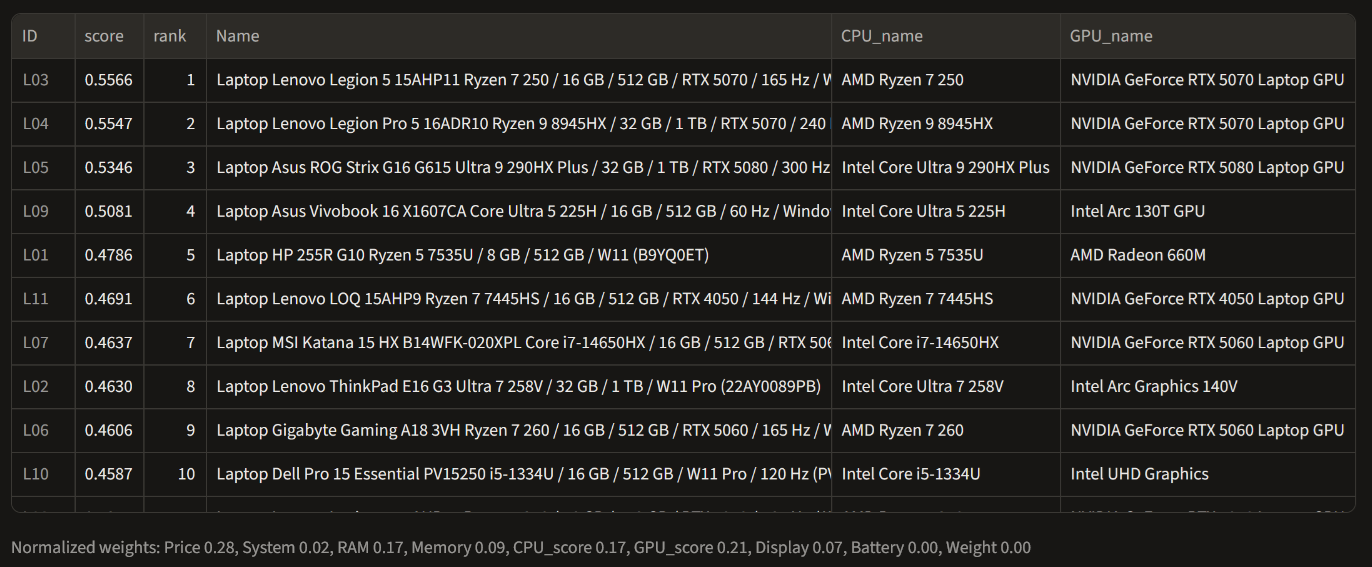 ID score rank Name CPU_name GPU_name
L03 0.5566 1 Laptop Lenovo Legion 5 15AHP11 Ryzen 7 250 / 16 GB / 512 GB / RTX 5070 / 165 Hz / W AMD Ryzen 7 250 NVIDIA GeForce RTX 5070 Laptop GPU
L04 0.5547 2 Laptop Lenovo Legion Pro 5 16ADR10 Ryzen 9 8945HX / 32 GB / 1 TB / RTX 5070 / 240 AMD Ryzen 9 8945HX NVIDIA GeForce RTX 5070 Laptop GPU
L05 0.5346 3 Laptop Asus ROG Strix G16 G615 Ultra 9 290HX Plus / 32 GB / 1 TB / RTX 5080 / 300 Hz Intel Core Ultra 9 290HX Plus NVIDIA GeForce RTX 5080 Laptop GPU
L09 0.5081 4 Laptop Asus Vivobook 16 X1607CA Core Ultra 5 225H / 16 GB / 512 GB / 60 Hz / Windo Intel Core Ultra 5 225H Intel Arc 130T GPU
L01 0.4786 5 Laptop HP 255R G10 Ryzen 5 7535U / 8 GB / 512 GB / W11 (B9YQ0ET) AMD Ryzen 5 7535U AMD Radeon 660M
L11 0.4691 6 Laptop Lenovo LOQ 15AHP9 Ryzen 7 7445HS / 16 GB / 512 GB / RTX 4050 / 144 Hz / Wi AMD Ryzen 7 7445HS NVIDIA GeForce RTX 4050 Laptop GPU
L07 0.4637 7 Laptop MSI Katana 15 HX B14WFK-020XPL Core i7-14650HX / 16 GB / 512 GB / RTX 506 Intel Core i7-14650HX NVIDIA GeForce RTX 5060 Laptop GPU
L02 0.4630 8 Laptop Lenovo ThinkPad E16 G3 Ultra 7 258V / 32 GB / 1 TB / W11 Pro (22AY0089PB) Intel Core Ultra 7 258V Intel Arc Graphics 140V
L06 0.4606 9 Laptop Gigabyte Gaming A18 3VH Ryzen 7 260 / 16 GB / 512 GB / RTX 5060 / 165 Hz / W AMD Ryzen 7 260 NVIDIA GeForce RTX 5060 Laptop GPU
L10 0.4587 10 Laptop Dell Pro 15 Essential PV15250 i5-1334U / 16 GB / 512 GB / W11 Pro / 120 Hz (PV Intel Core i5-1334U Intel UHD Graphics
Normalized weights: Price 0.28, System 0.02, RAM 0.17, Memory 0.09, CPU_score 0.17, GPU_score 0.21, Display 0.07, Battery 0.00, Weight 0.00